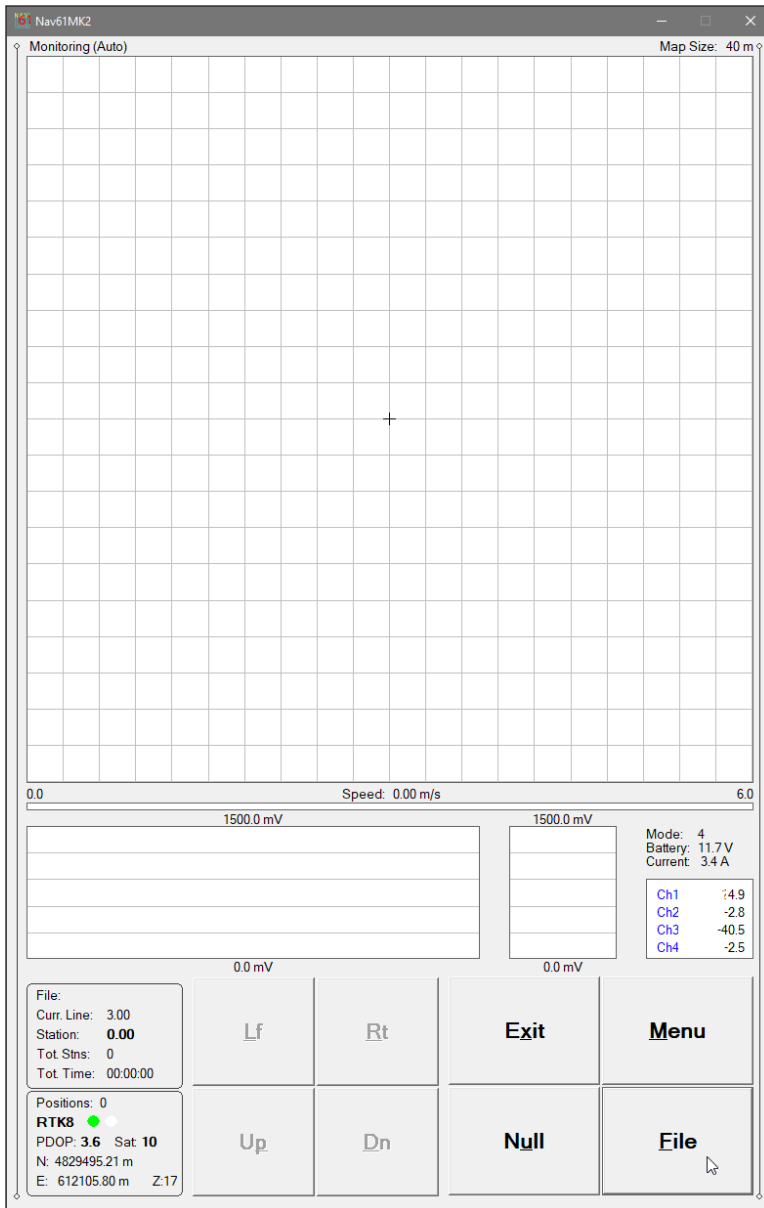 61 Nav61MK2
Monitoring (Auto) Map Size: 40 m
0.0 Speed: 0.00 m/s 6.0
1500.0 mV 1500.0 mV
Mode: 4
Battery: 11.7 V
Current: 3.4 A
Ch1 4.9
Ch2 -2.8
Ch3 -40.5
Ch4 -2.5
0.0 mV 0.0 mV
File:
Curr. Line: 3.00
Station: 0.00
Tot. Stns: 0
Tot. Time: 00:00:00
Lf Rt Exit Menu
Positions: 0
RTK8
PDOP: 3.6 Sat: 10
N: 4829495.21 m
E: 612105.80 m Z:17
Up Dn Null File